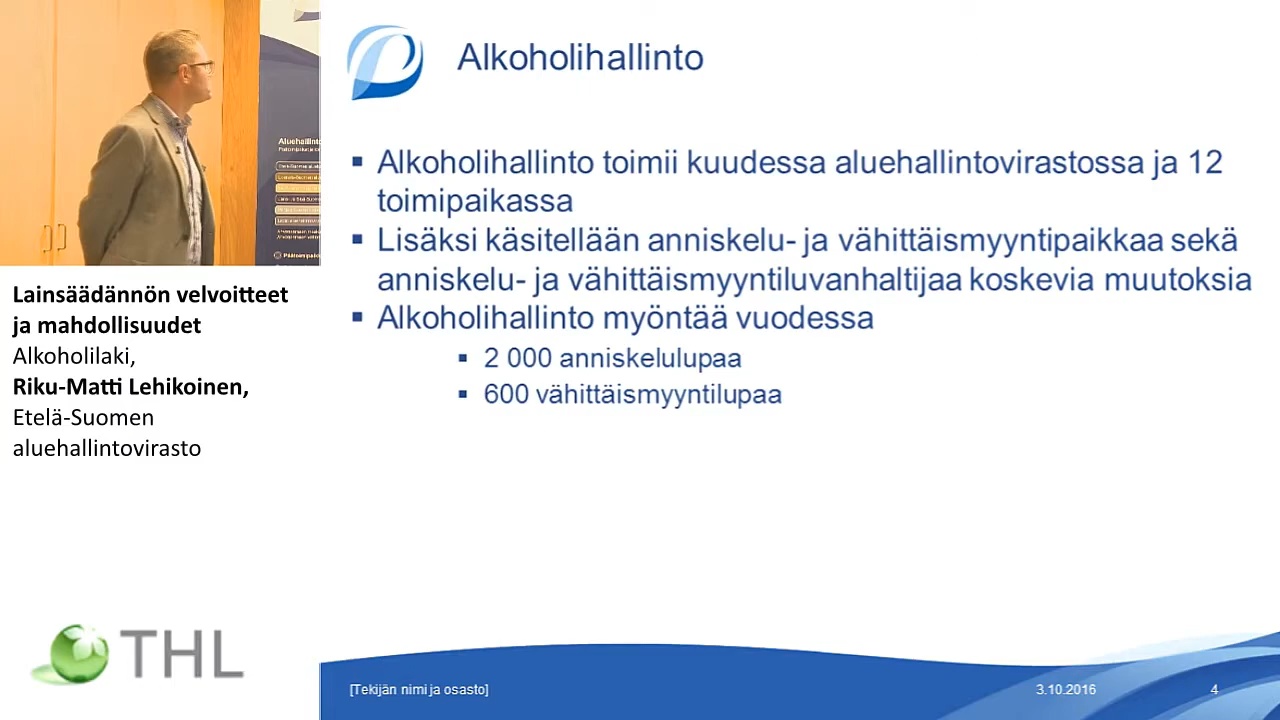 Alkoholihallinto
Alkoholihallinto toimii kuudessa aluehallintovirastossa ja 12
toimipaikassa
Lisäksi käsitellään anniskelu- ja vähittäismyyntipaikkaa sekä
anniskelu- ja vähittäismyyntiluvanhaltijaa koskevia muutoksia
Alkoholihallinto myöntää vuodessa
2 000 anniskelulupaa
600 vähittäismyyntilupaa
Lainsäädännön velvoitteet
ja mahdollisuudet
Alkoholilaki,
Riku-Matti Lehikoinen,
Etelä-Suomen
aluehallintovirasto
THL
[Tekijän nimi ja osasto]
3.10.2016
4